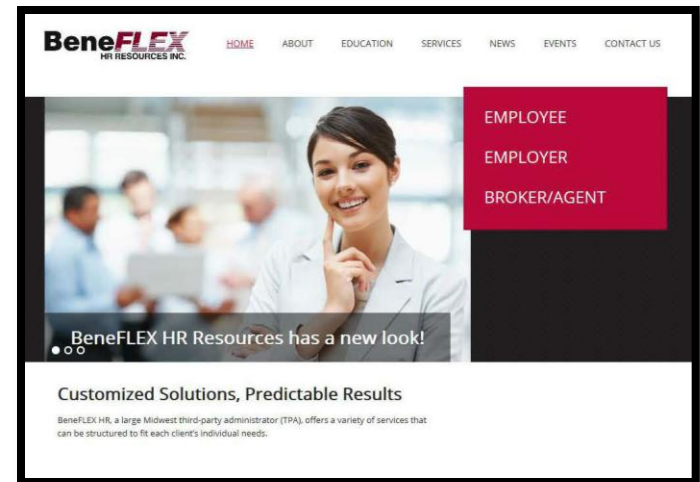 BeneFLEX
HR RESOURCES INC.
HOME ABOUT EDUCATION SERVICES NEWS EVENTS CONTACT US
EMPLOYEE
EMPLOYER
BROKER/AGENT
BeneFLEX HR Resources has a new look!
Customized Solutions, Predictable Results
BeneFLEX HR, a large Midwest third-party administrator (TPA), offers a variety of services that
can be structured to fit each client's individual needs.